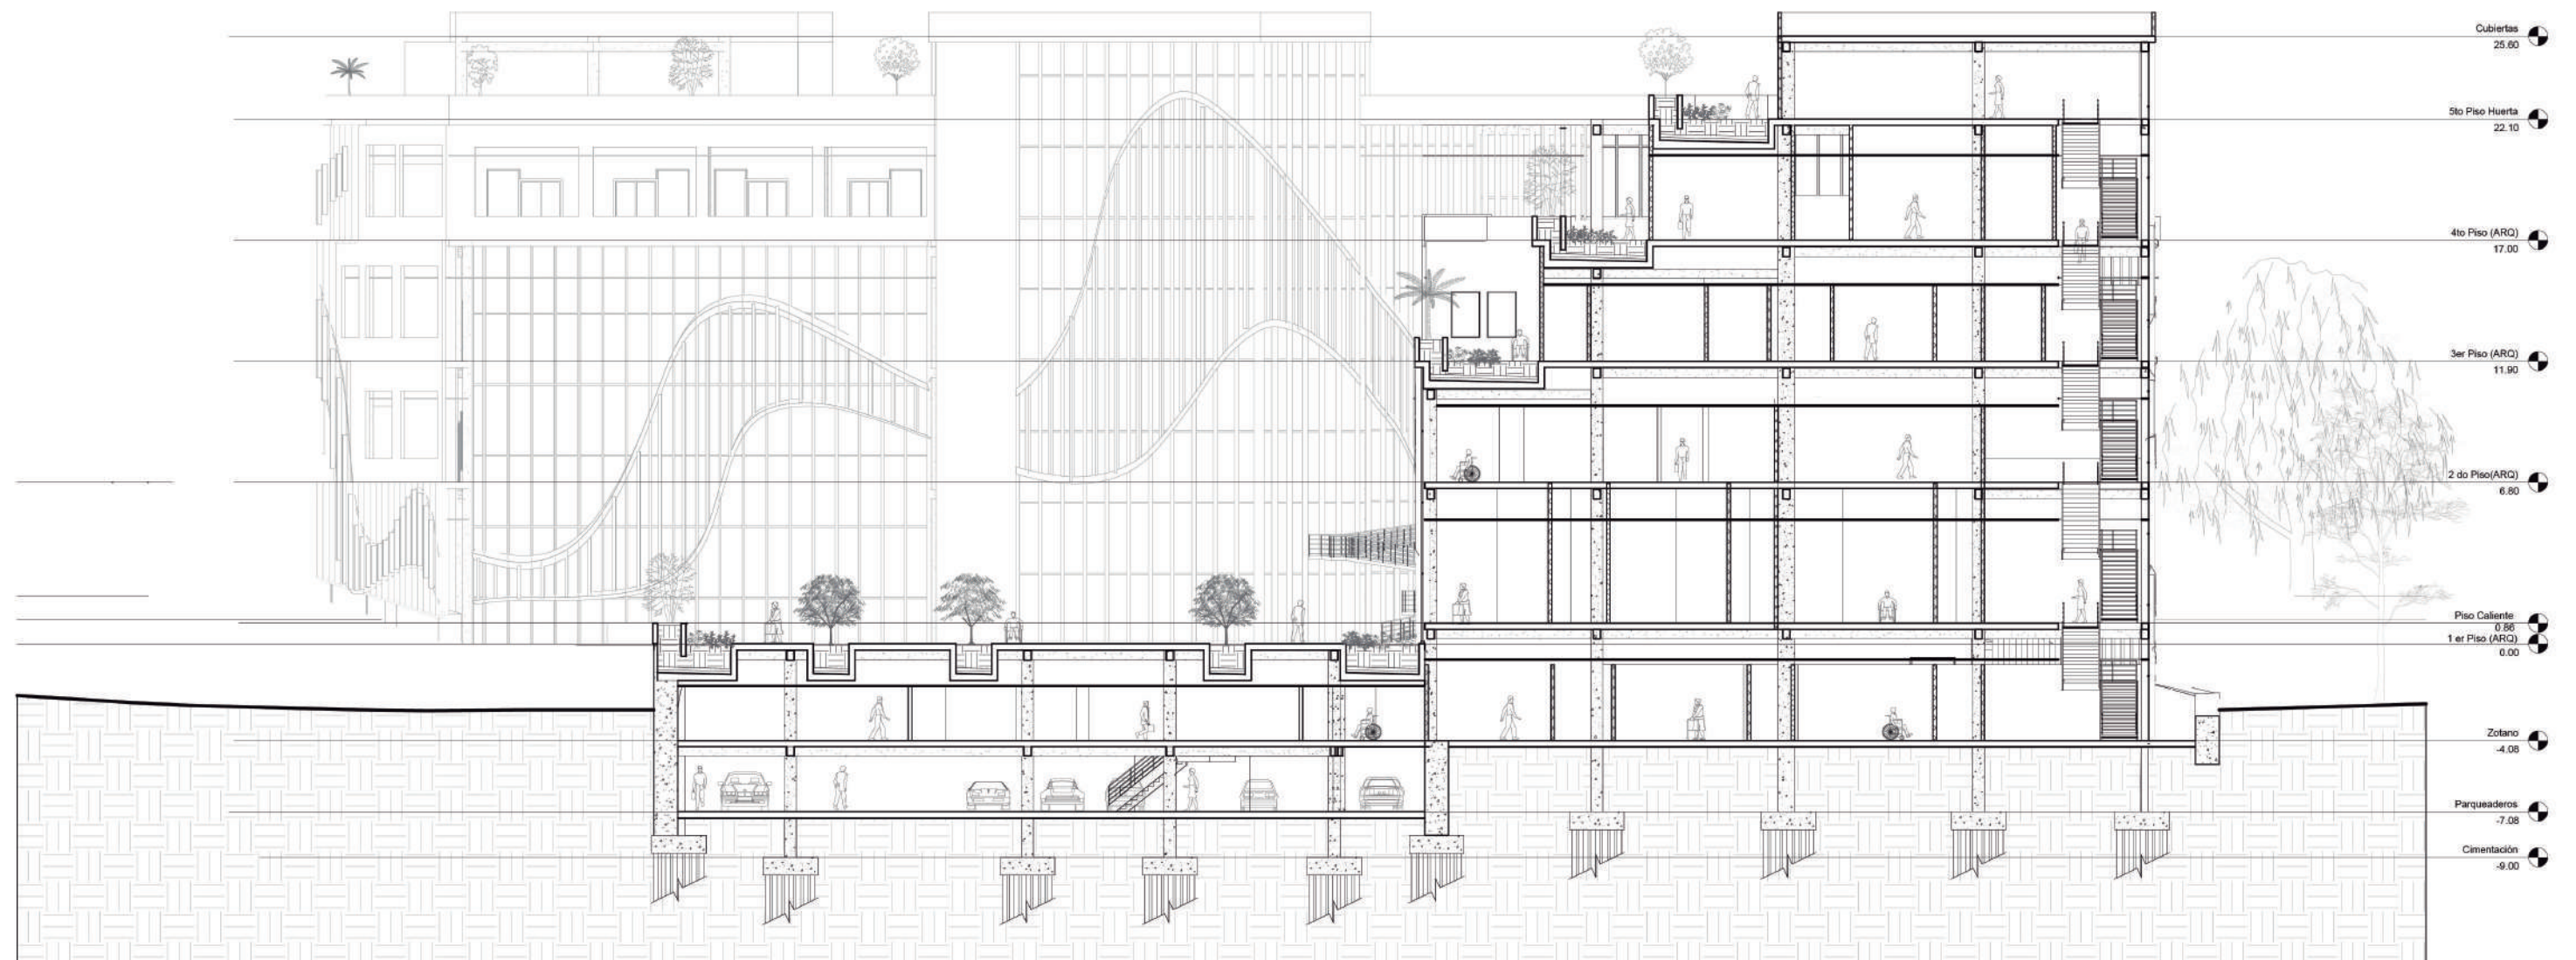 Cubiertas
25.60
5to Piso Huerta
22.10
4to Piso (ARQ)
17.00
3er Piso (ARQ)
11.90
2 do Piso(ARQ)
6.80
Piso Caliente
0.86
1 er Piso (ARQ)
0.00
Zotano
-4.08
Parqueaderos
-7.08
Cimentación
-9.00